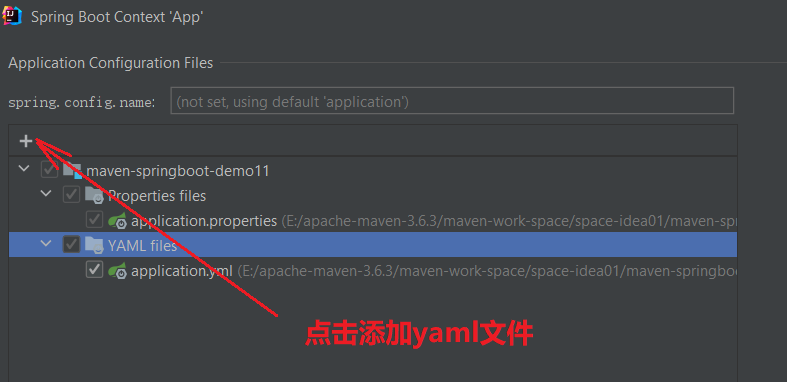 Spring Boot Context 'App'
Application Configuration Files
spring.config.name: (not set, using default 'application')
maven-springboot-demo11
Properties files
application.properties (E:/apache-maven-3.6.3/maven-work-space/space-idea01/maven-spr
YAML files
application.yml (E:/apache-maven-3.6.3/maven-work-space/space-idea01/maven-springboo
点击添加yaml文件